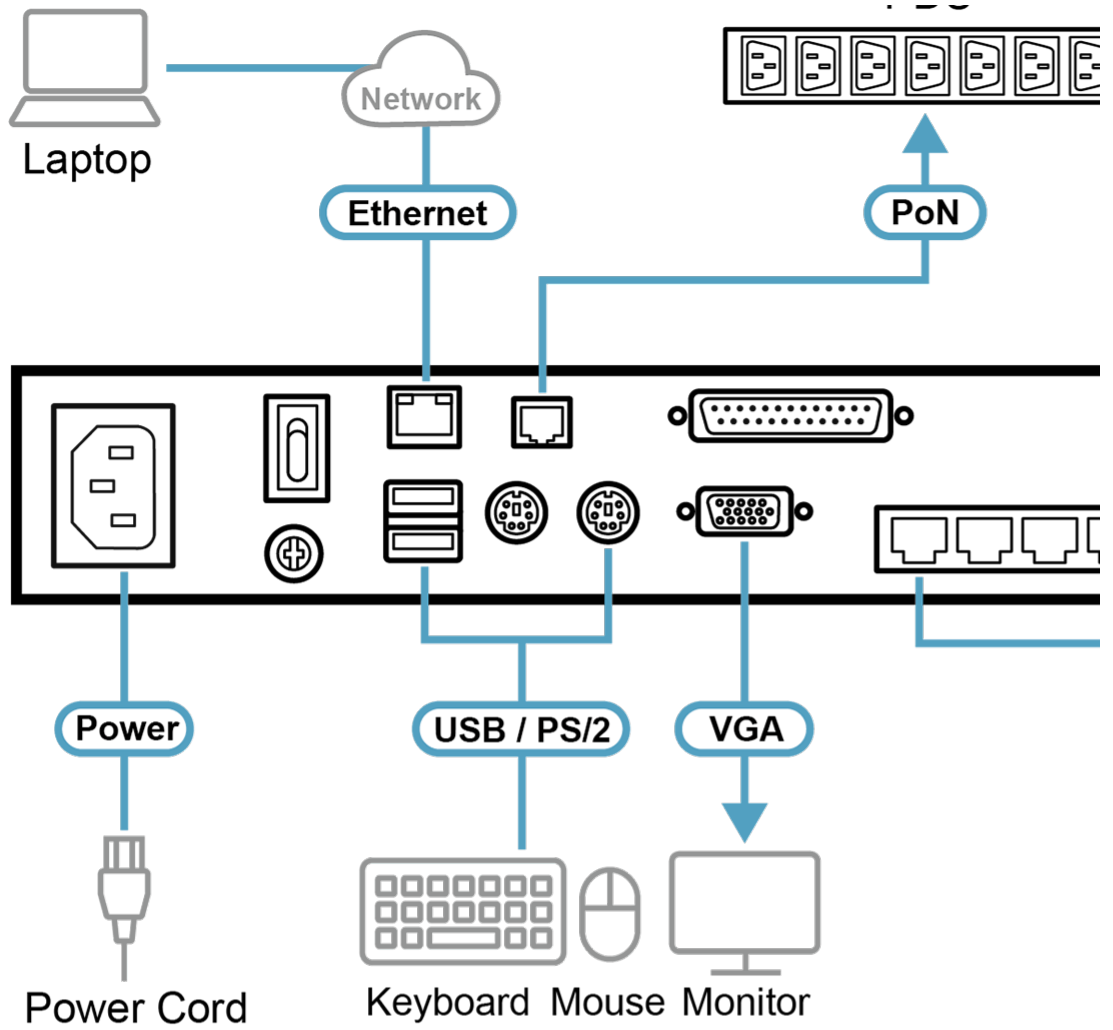 Network
Laptop
Ethernet
PoN
Power
USB / PS/2
VGA
Power Cord
Keyboard
Mouse
Monitor